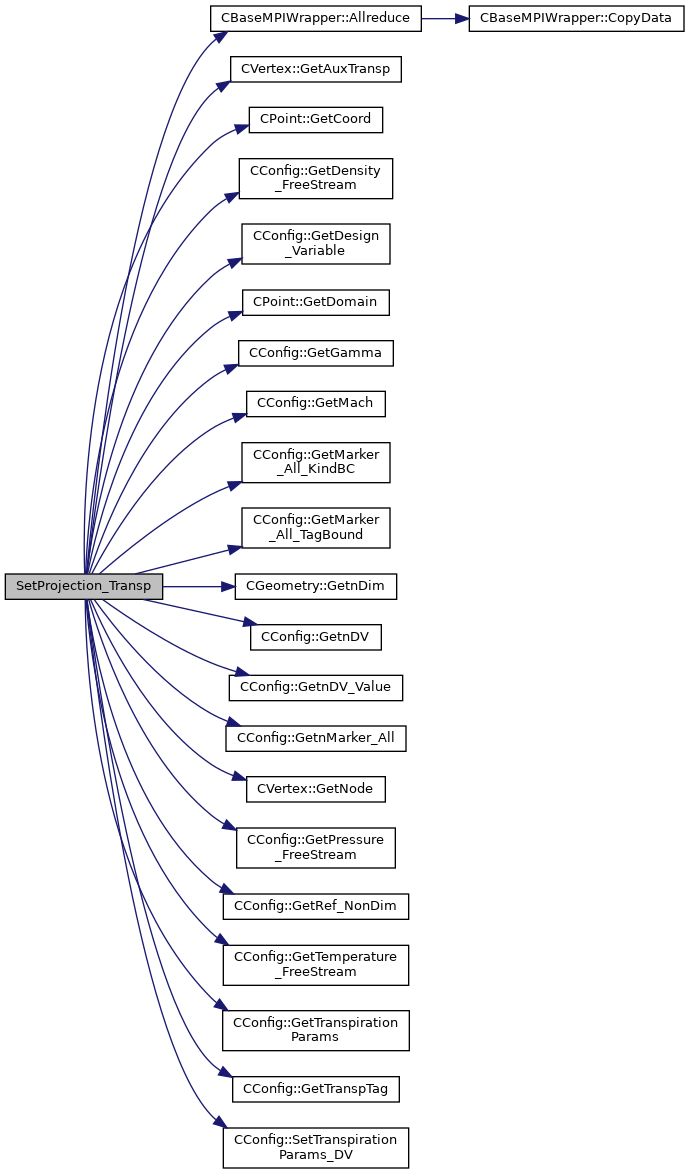 CBaseMPIWrapper::Allreduce
CBaseMPIWrapper::CopyData
CVertex::GetAuxTransp
CPoint::GetCoord
CConfig::GetDensity
_FreeStream
CConfig::GetDesign
_Variable
CPoint::GetDomain
CConfig::GetGamma
CConfig::GetMach
CConfig::GetMarker
_All_KindBC
CConfig::GetMarker
_All_TagBound
SetProjection_Transp
CGeometry::GetnDim
CConfig::GetnDV
CConfig::GetnDV_Value
CConfig::GetnMarker_All
CVertex::GetNode
CConfig::GetPressure
_FreeStream
CConfig::GetRef_NonDim
CConfig::GetTemperature
_FreeStream
CConfig::GetTranspiration
Params
CConfig::GetTranspTag
CConfig::SetTranspiration
Params_DV